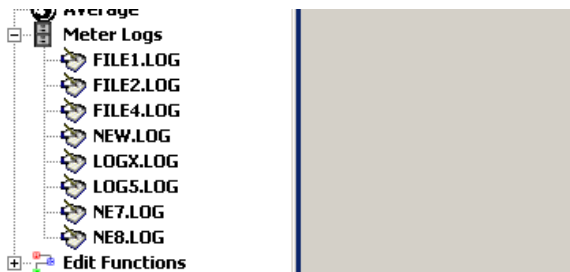 Average
Meter Logs
FILE1.LOG
FILE2.LOG
FILE4.LOG
NEW.LOG
LOGX.LOG
LOG5.LOG
NE7.LOG
NE8.LOG
Edit Functions